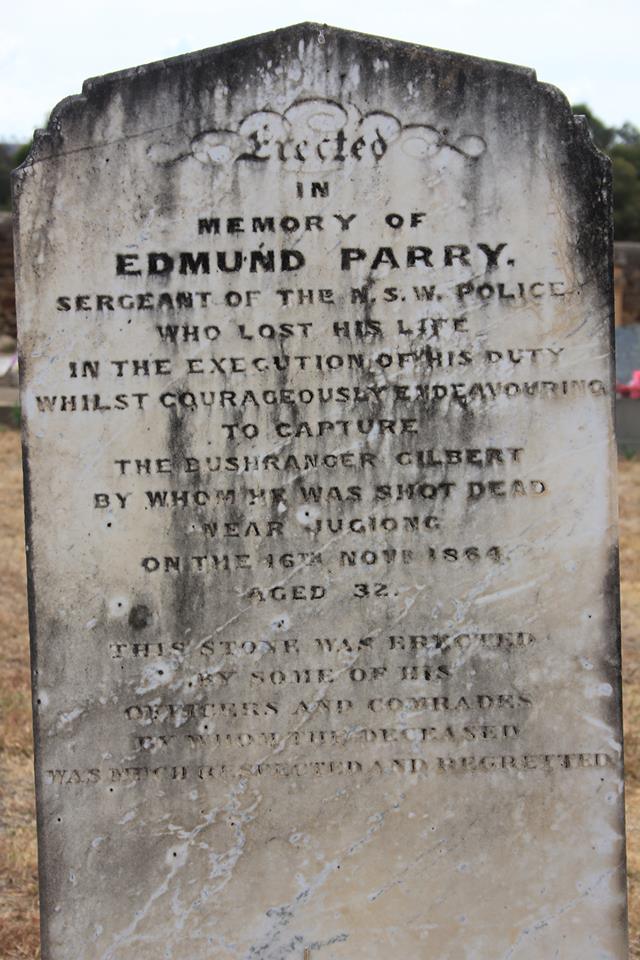 Erected
IN
MEMORY OF
EDMUND PARRY.
SERGEANT OF THE N.S.W. POLICE
WHO LOST HIS LIFE
IN THE EXECUTION OF HIS DUTY
WHILST COURAGEOUSLY ENDEAVOURING
TO CAPTURE
THE BUSHRANGER GILBERT
BY WHOM HE WAS SHOT DEAD
NEAR JUGIONG
ON THE 16TH NOVR 1864.
AGED 32.
THIS STONE WAS ERECTED
BY SOME OF HIS
OFFICERS AND COMRADES
BY WHOM THE DECEASED
WAS MUCH RESPECTED AND REGRETTED